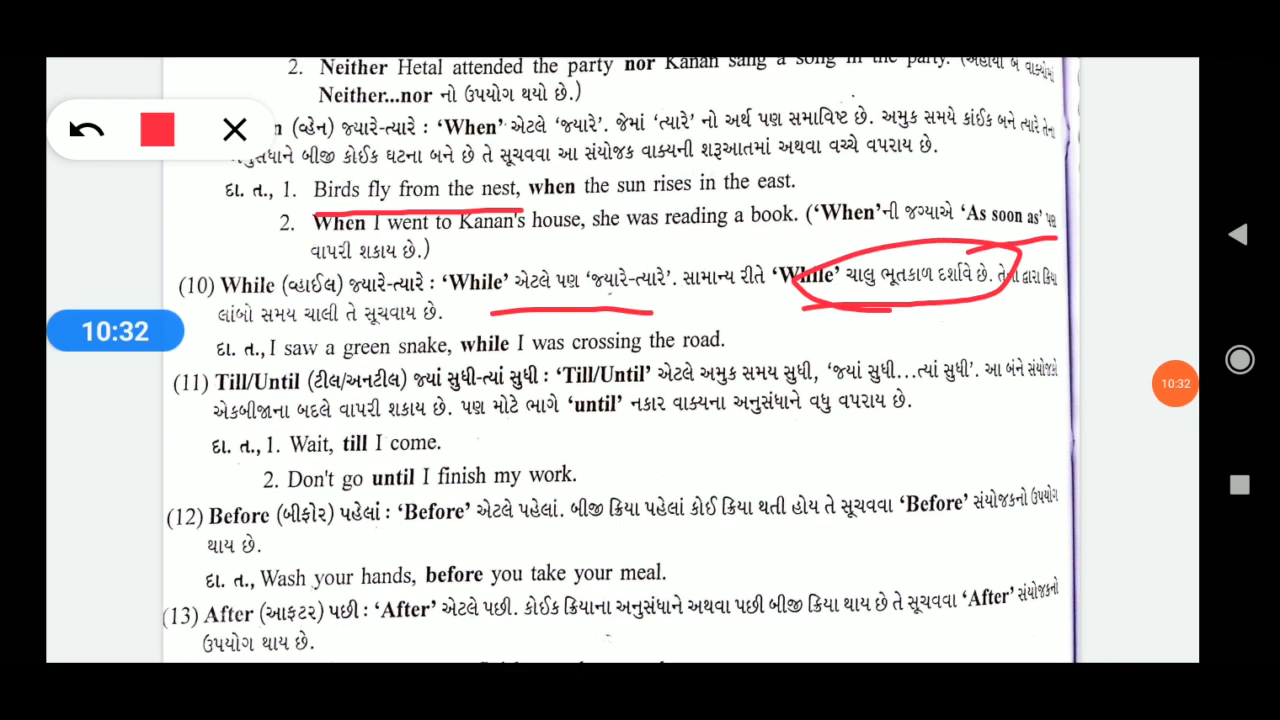 2. Neither Hetal attended the party nor Kanan sang a song in the party. (અહીંયા બે વાક્યોમાં
Neither...nor નો ઉપયોગ થયો છે.)
(વ્હેન) જ્યારે-ત્યારે : ‘When’ એટલે ‘જ્યારે’. જેમાં ‘ત્યારે’ નો અર્થ પણ સમાવિષ્ટ છે. અમુક સમયે કાંઈક બને ત્યારે તેના
અનુસંધાને બીજી કોઈક ઘટના બને છે તે સૂચવવા આ સંયોજક વાક્યની શરૂઆતમાં અથવા વચ્ચે વપરાય છે.
દા. ત., 1. Birds fly from the nest, when the sun rises in the east.
2. When I went to Kanan's house, she was reading a book. (‘When’ની જગ્યાએ ‘As soon as’ પણ
વાપરી શકાય છે.)
(10) While (વ્હાઈલ) જ્યારે-ત્યારે : ‘While’ એટલે પણ ‘જ્યારે-ત્યારે’. સામાન્ય રીતે ‘While’ ચાલુ ભૂતકાળ દર્શાવે છે. તેના દ્વારા ક્રિયા
લાંબો સમય ચાલી તે સૂચવાય છે.
10:32
દા. ત., I saw a green snake, while I was crossing the road.
(11) Till/Until (ટીલ/અનટીલ) જ્યાં સુધી-ત્યાં સુધી : ‘Till/Until’ એટલે અમુક સમય સુધી, ‘જ્યાં સુધી...ત્યાં સુધી’. આ બંને સંયોજકો
10:32
એકબીજાના બદલે વાપરી શકાય છે. પણ મોટે ભાગે ‘until’ નકાર વાક્યના અનુસંધાને વધુ વપરાય છે.
દા. ત., 1. Wait, till I come.
2. Don't go until I finish my work.
(12) Before (બીફોર) પહેલાં : ‘Before’ એટલે પહેલાં. બીજી ક્રિયા પહેલાં કોઈ ક્રિયા થતી હોય તે સૂચવવા ‘Before’ સંયોજકનો ઉપયોગ
થાય છે.
દા. ત., Wash your hands, before you take your meal.
(13) After (આફટર) પછી : ‘After’ એટલે પછી. કોઈક ક્રિયાના અનુસંધાને અથવા પછી બીજી ક્રિયા થાય છે તે સૂચવવા ‘After’ સંયોજકનો
ઉપયોગ થાય છે.